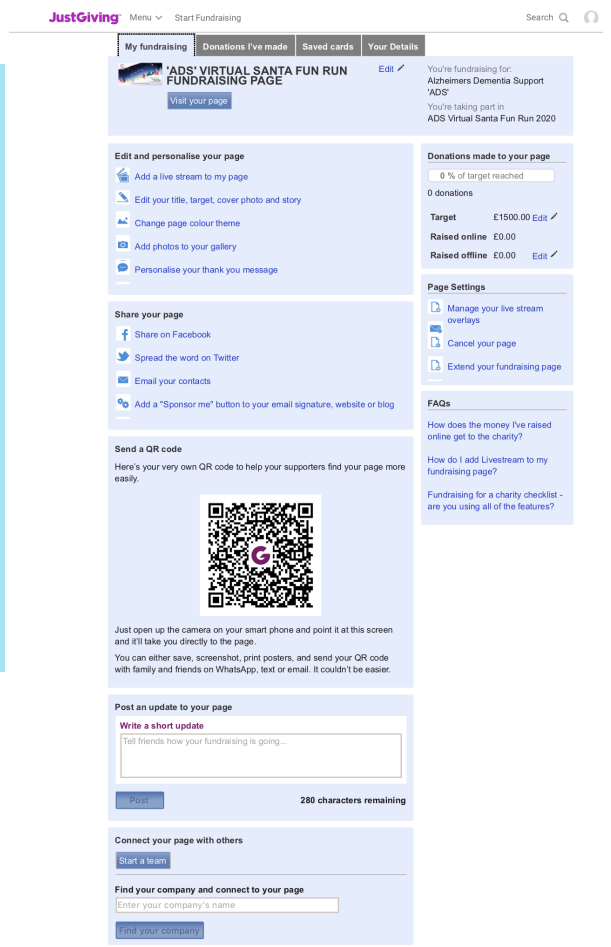 JustGiving™ Menu Start Fundraising Search
My fundraising Donations I've made Saved cards Your Details
'ADS' VIRTUAL SANTA FUN RUN
FUNDRAISING PAGE
Edit
Visit your page
You're fundraising for:
Alzheimers Dementia Support
'ADS'
You're taking part in
ADS Virtual Santa Fun Run 2020
Edit and personalise your page
Add a live stream to my page
Edit your title, target, cover photo and story
Change page colour theme
Add photos to your gallery
Personalise your thank you message
Donations made to your page
0 % of target reached
0 donations
Target £1500.00 Edit
Raised online £0.00
Raised offline £0.00 Edit
Page Settings
Manage your live stream
overlays
Cancel your page
Extend your fundraising page
Share your page
Share on Facebook
Spread the word on Twitter
Email your contacts
Add a "Sponsor me" button to your email signature, website or blog
FAQs
How does the money I've raised
online get to the charity?
How do I add Livestream to my
fundraising page?
Fundraising for a charity checklist -
are you using all of the features?
Send a QR code
Here's your very own QR code to help your supporters find your page more
easily.
G
Just open up the camera on your smart phone and point it at this screen
and it'll take you directly to the page.
You can either save, screenshot, print posters, and send your QR code
with family and friends on WhatsApp, text or email. It couldn't be easier.
Post an update to your page
Write a short update
Tell friends how your fundraising is going...
Post 280 characters remaining
Connect your page with others
Start a team
Find your company and connect to your page
Enter your company's name
Find your company